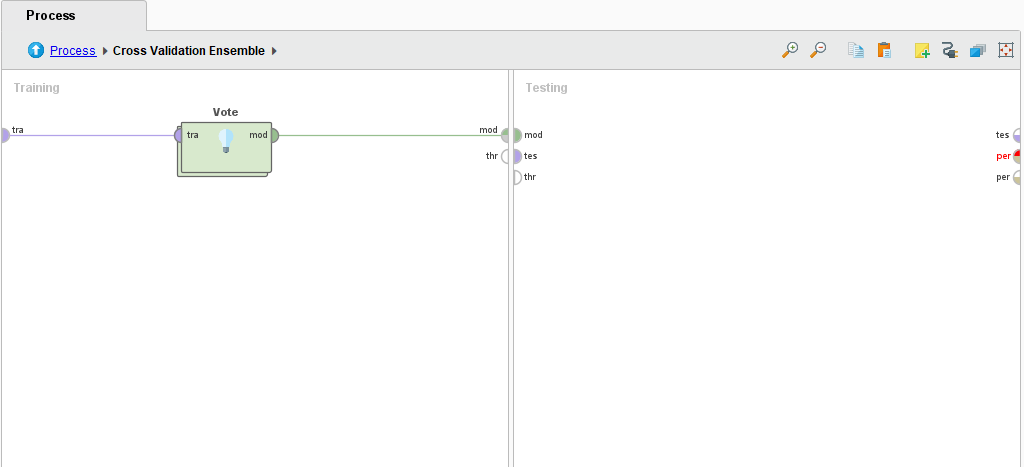 Process
Process Cross Validation Ensemble
Training
Testing
Vote
tra
tra mod
mod
thr
mod
tes
thr
tes
per
per